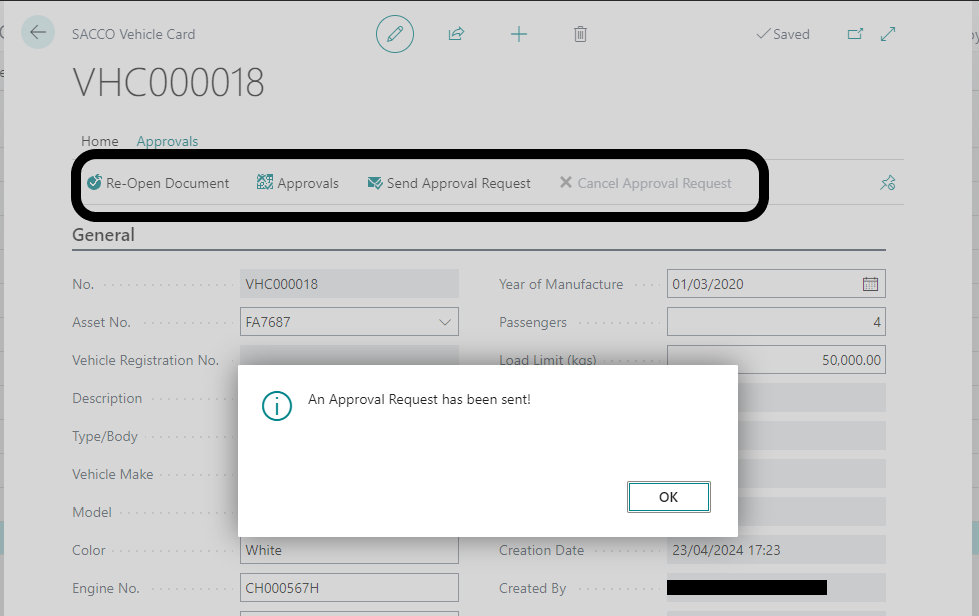 SACCO Vehicle Card
Saved
VHC000018
Home Approvals
Re-Open Document Approvals Send Approval Request Cancel Approval Request
General
No. VHC000018 Year of Manufacture 01/03/2020
Asset No. FA7687 Passengers 4
Vehicle Registration No. Load Limit (kgs) 50,000.00
Description
An Approval Request has been sent!
Type/Body
Vehicle Make
Model
OK
Color White Creation Date 23/04/2024 17:23
Engine No. CH000567H Created By